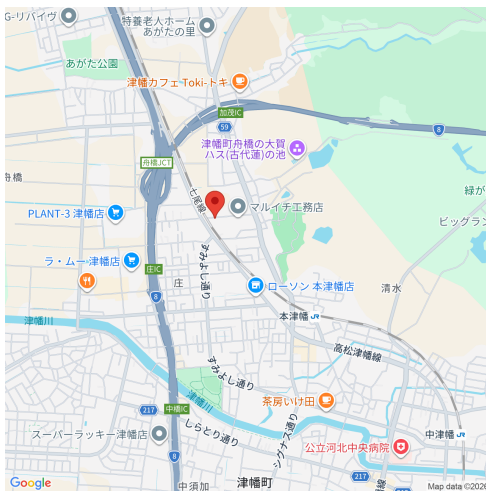 G-リバイヴ
特養老人ホーム
あがたの里
あがた公園
津幡カフェ Toki-トキ
加茂IC
59
8
津幡町舟橋の大賀
ハス(古代蓮)の池
舟橋JCT
舟橋
七尾線
マルイチ工務店
PLANT-3 津幡店
すみよし通り
ラ・ムー 津幡店
庄IC
庄
8
ローソン 本津幡店
清水
津幡川
本津幡 JR
高松津幡線
すみよし通り
津幡川
茶房いけ田
中橋IC
217
シグナス通り
しらとり通り
スーパーラッキー津幡店
217
公立河北中央病院
中津幡 JR
8
中須加
津幡町
Google
Map data ©2026